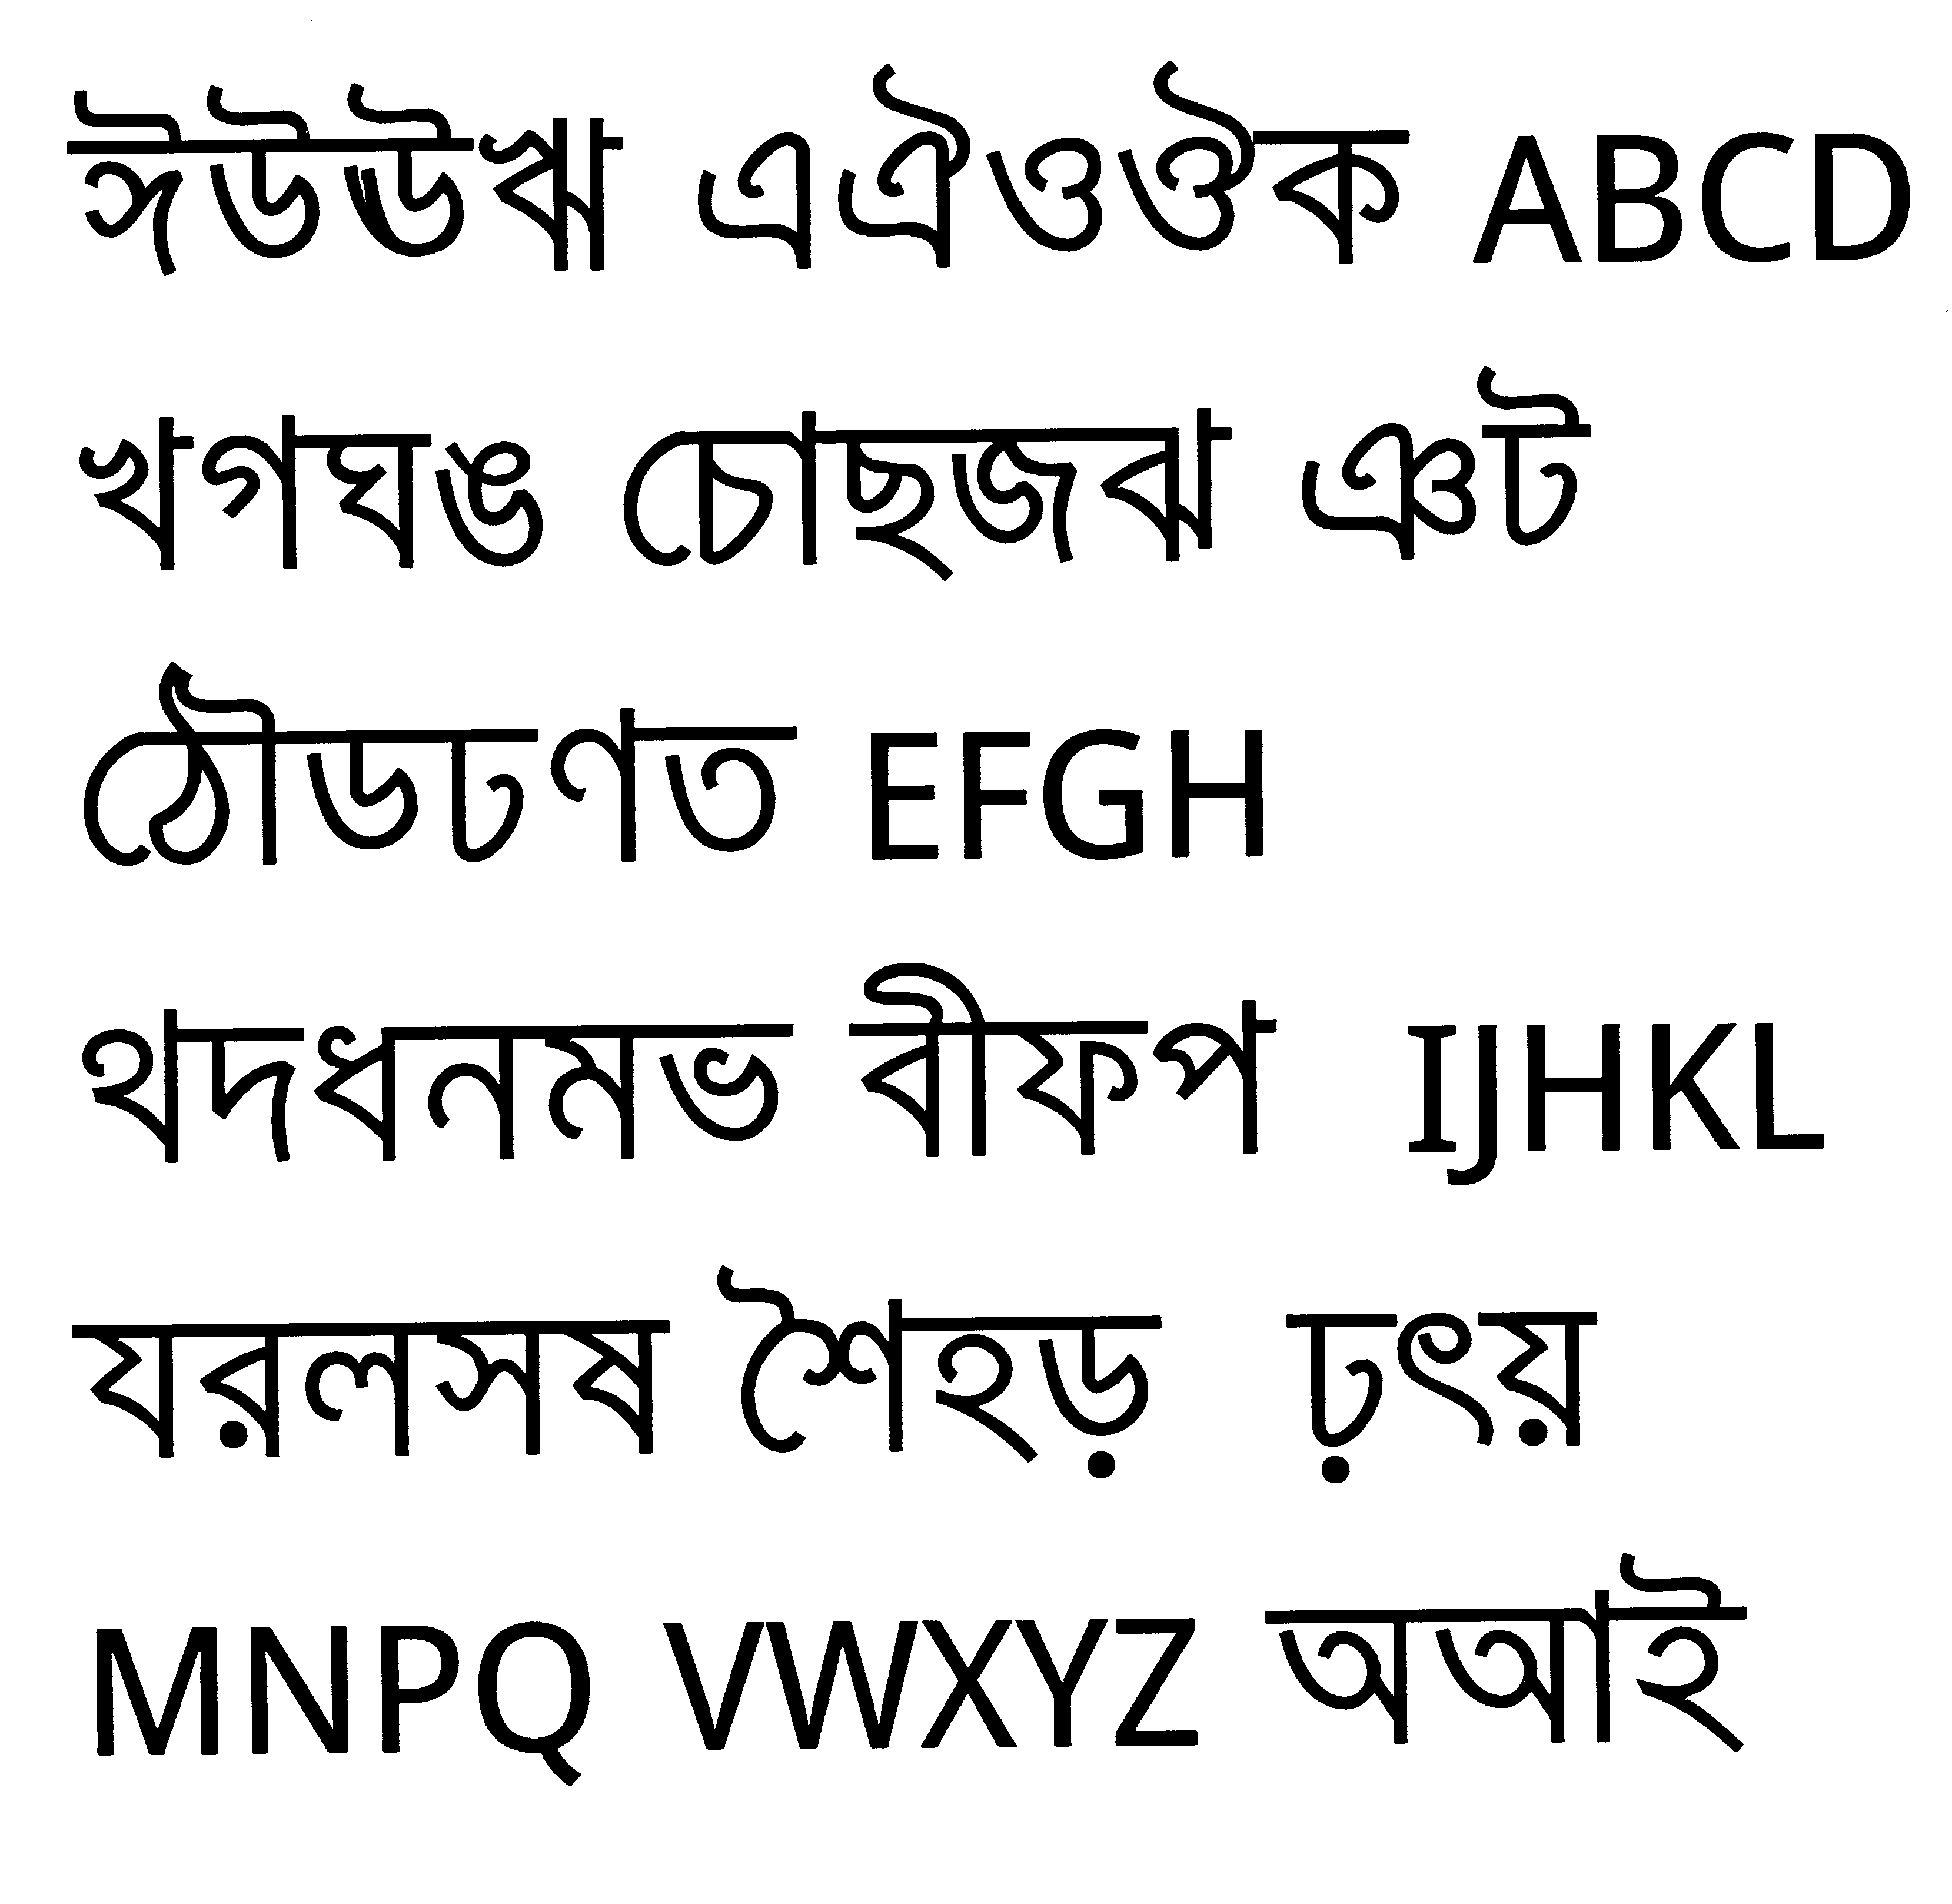 ঈউঊঋ এঐওঔক ABCD
খগঘঙ চোছজঝ ঞট
ঠৌডঢণত EFGH
থদধনমভ বীফপ IJHKL
যরলসষ শৈহড় ঢ়ৎয়
MNPQ VWXYZ অআই